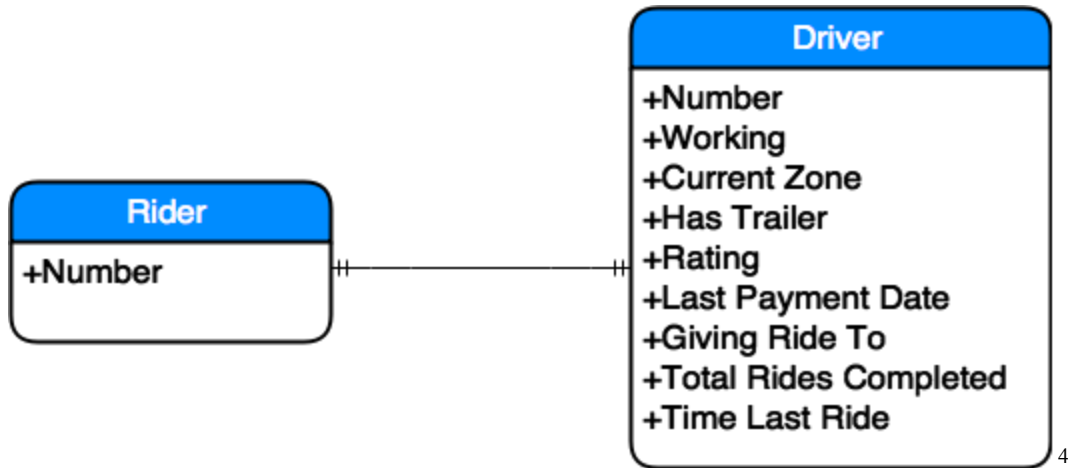 Rider
+Number
Driver
+Number
+Working
+Current Zone
+Has Trailer
+Rating
+Last Payment Date
+Giving Ride To
+Total Rides Completed
+Time Last Ride
4